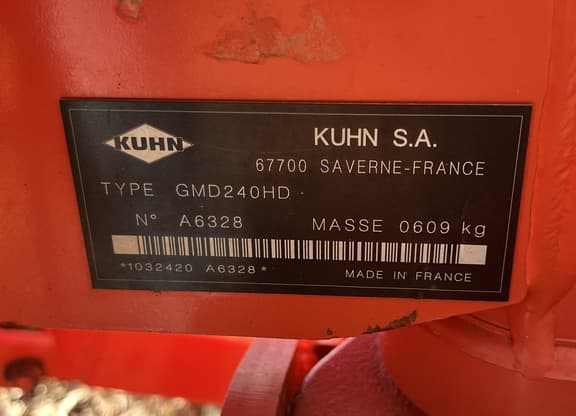 KUHN
KUHN S.A.
67700 SAVERNE-FRANCE
TYPE GMD240HD
N° A6328 MASSE 0609 kg
*1032420 A6328*
MADE IN FRANCE